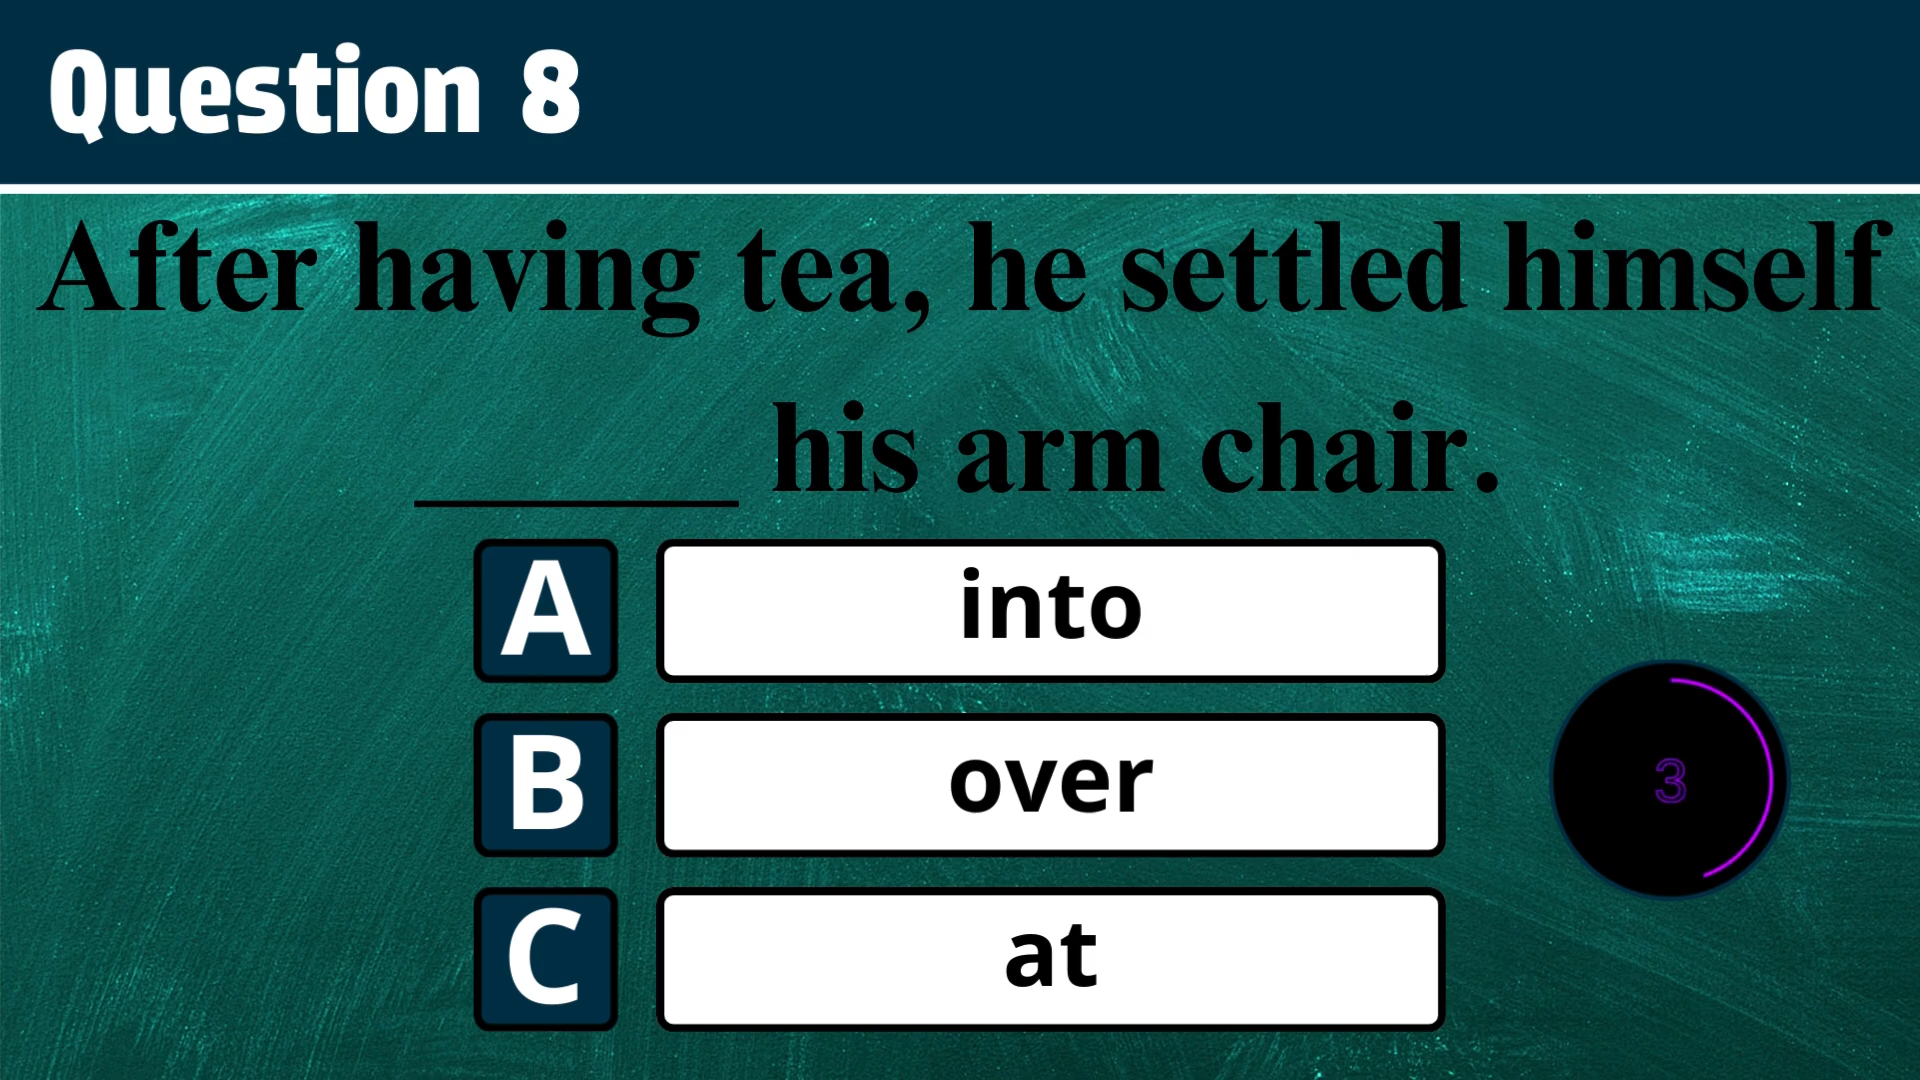 Question 8
After having tea, he settled himself
______ his arm chair.
A into
B over
3
C at